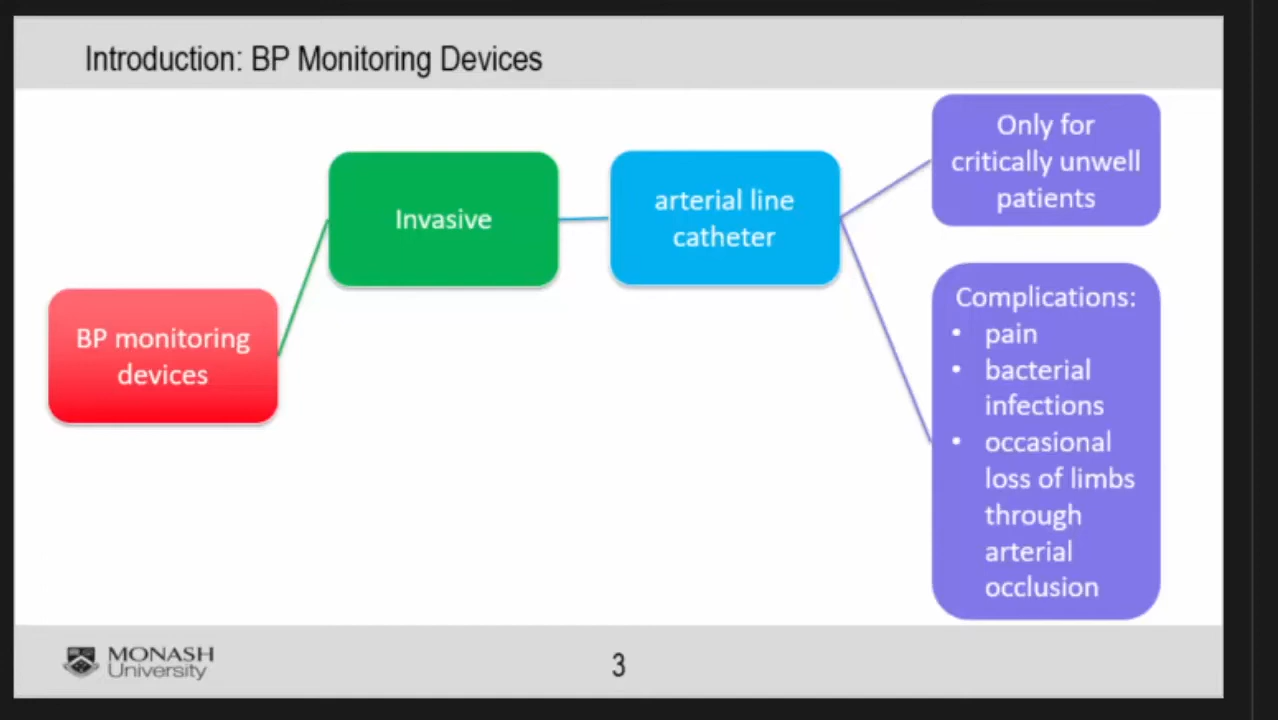 Introduction: BP Monitoring Devices
BP monitoring
devices
Invasive
arterial line
catheter
Only for
critically unwell
patients
Complications:
• pain
• bacterial
infections
• occasional
loss of limbs
through
arterial
occlusion
MONASH
University
3